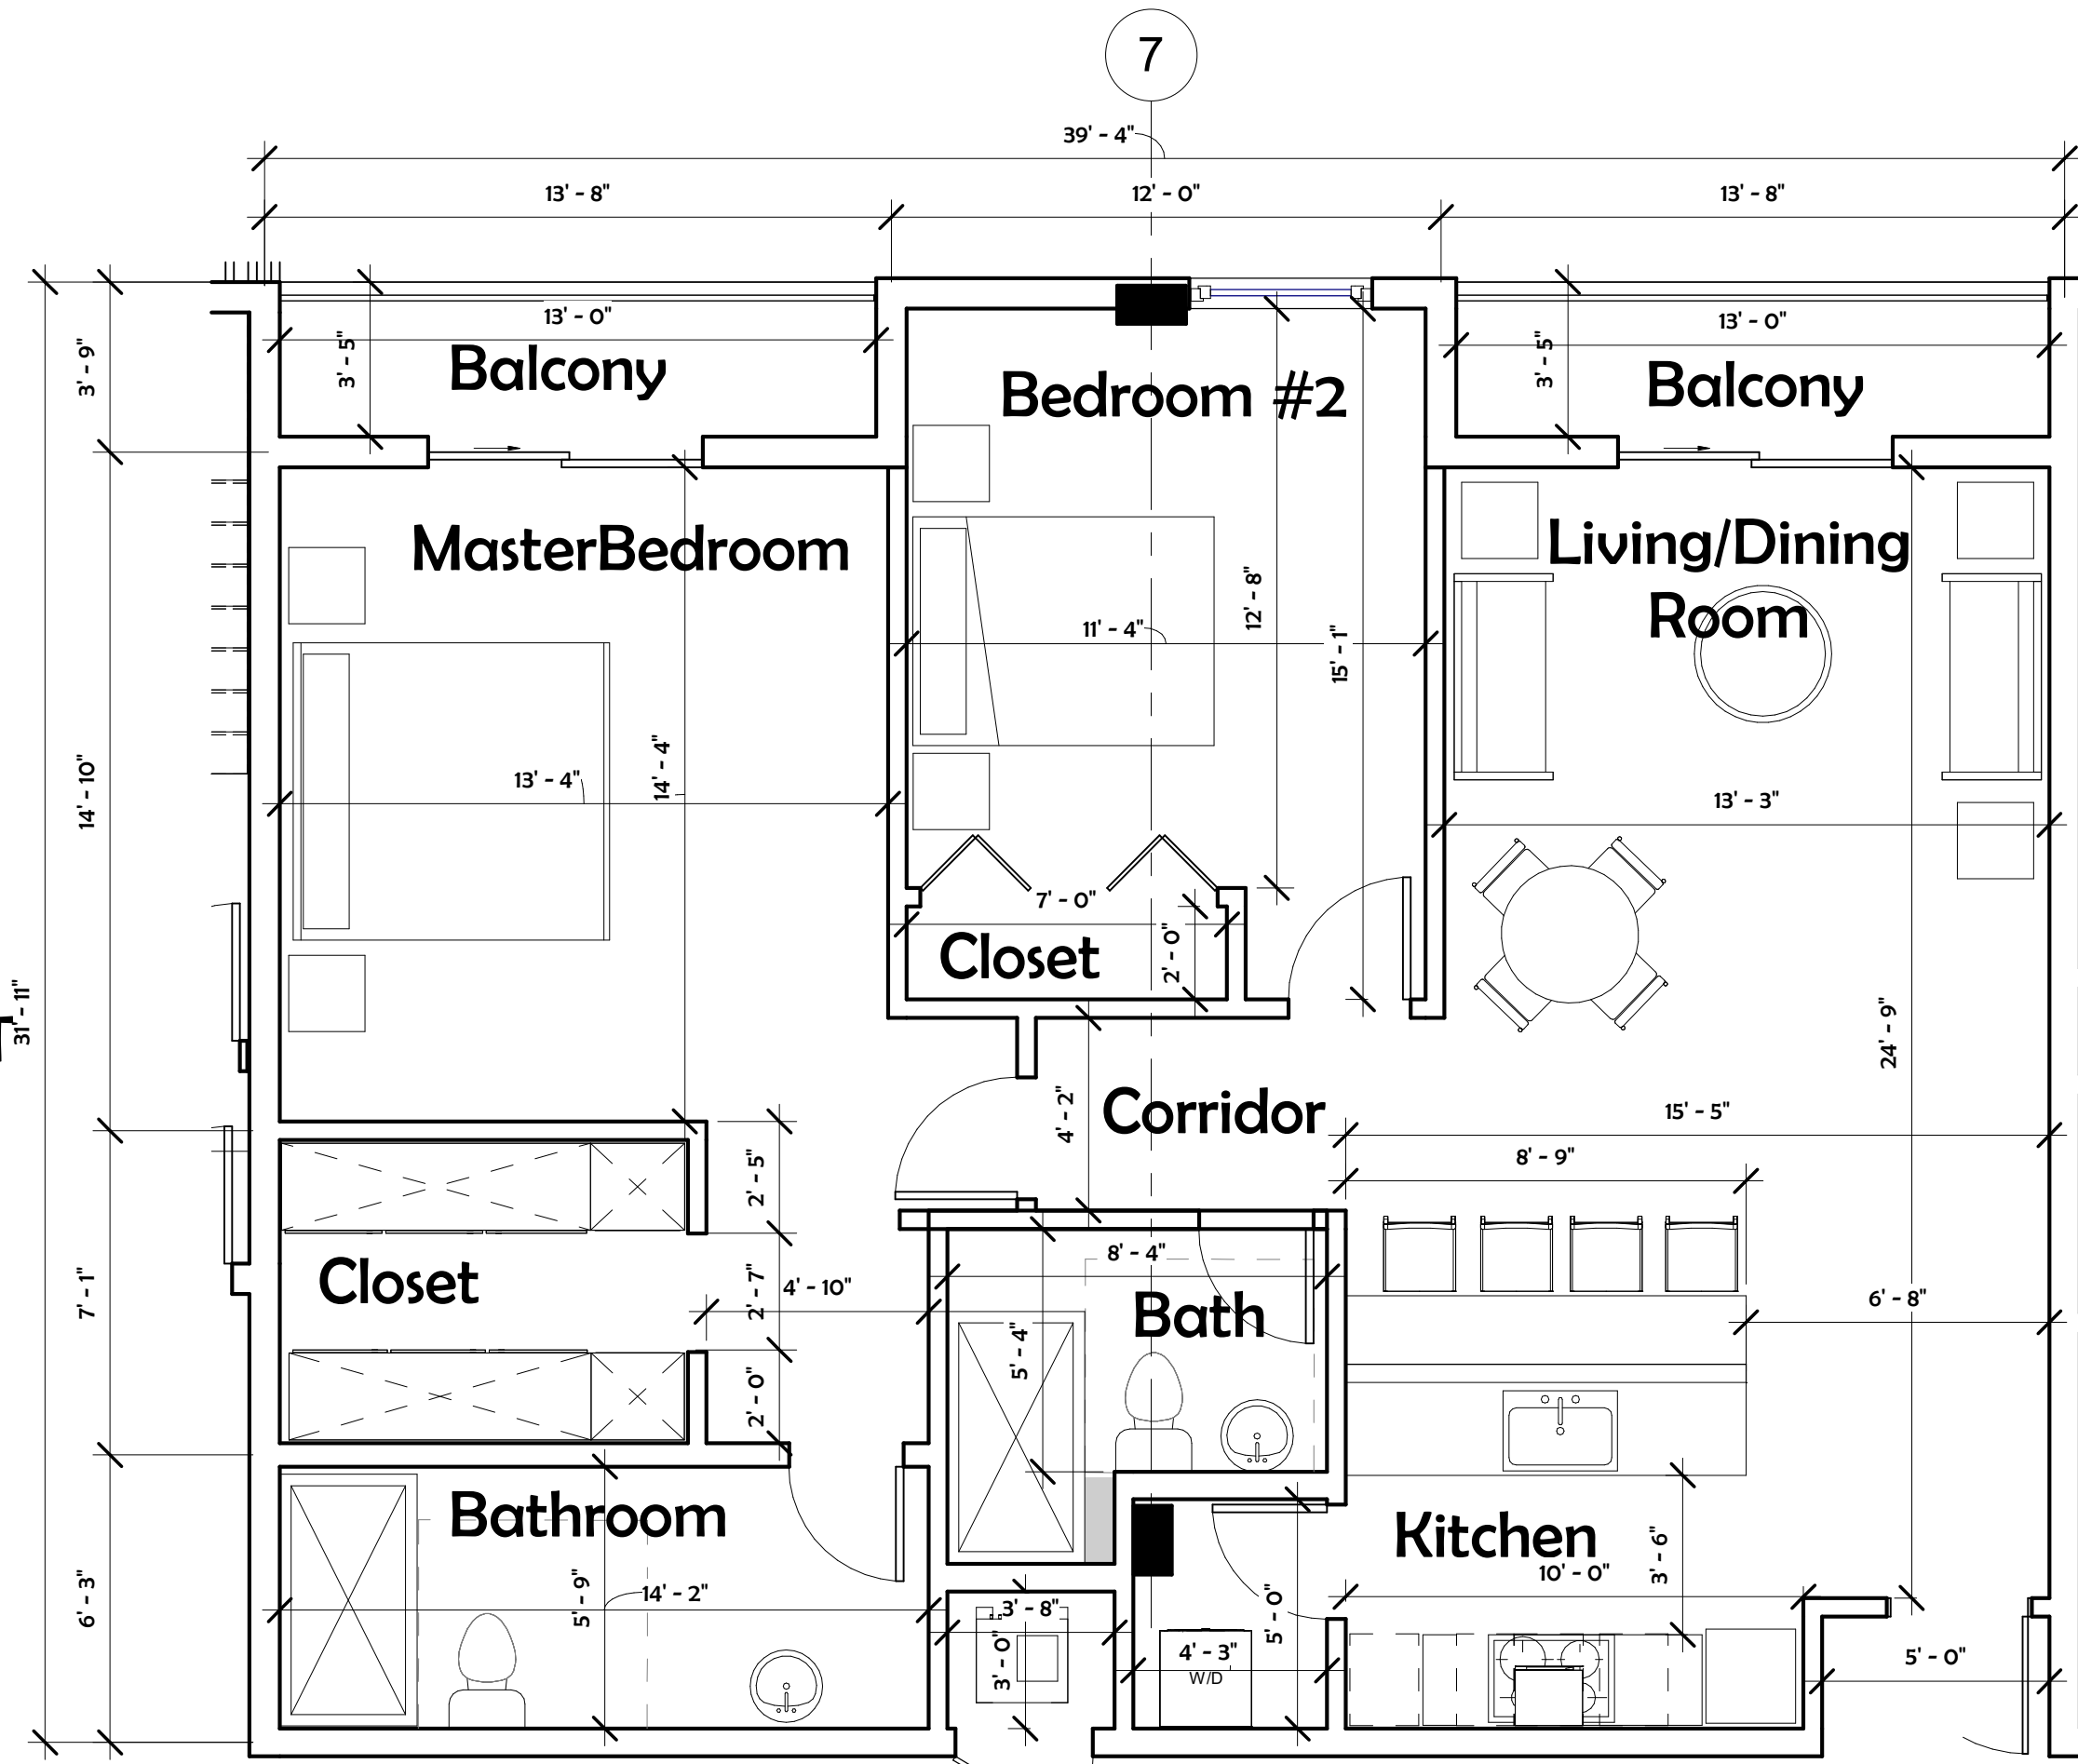 7
39' - 4"
13' - 8"
12' - 0"
13' - 8"
13' - 0"
13' - 0"
3' - 9"
3' - 5"
Balcony
Bedroom #2
3' - 5"
Balcony
MasterBedroom
Living/Dining
Room
12' - 8"
11' - 4"
15' - 1"
14' - 10"
13' - 4"
14' - 4"
13' - 3"
7' - 0"
Closet
2' - 0"
31' - 11"
24' - 9"
4' - 2"
Corridor
15' - 5"
8' - 9"
2' - 5"
Closet
2' - 7"
4' - 10"
8' - 4"
Bath
6' - 8"
7' - 1"
5' - 4"
2' - 0"
Bathroom
Kitchen
3' - 6"
10' - 0"
6' - 3"
5' - 9"
14' - 2"
3' - 8"
5' - 0"
3' - 0"
4' - 3"
W/D
5' - 0"